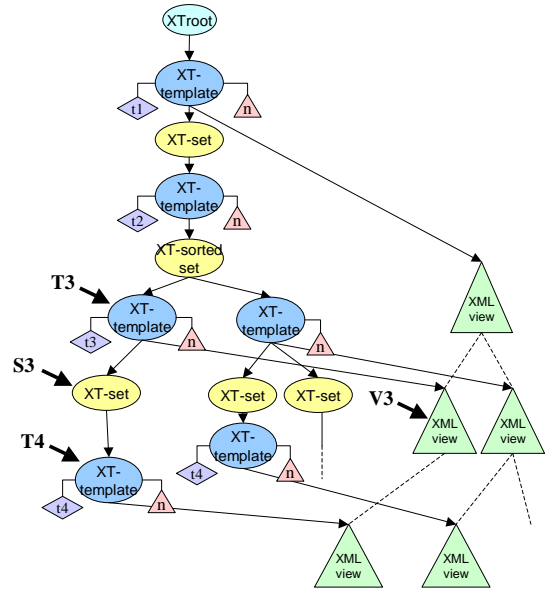 XTroot
XT-
template
t1
n
XT-set
XT-
template
t2
n
XT-sorted
set
T3
XT-
template
t3
n
XT-
template
n
XML
view
S3
XT-set
XT-set
XT-set
V3
XML
view
XML
view
T4
XT-
template
t4
n
t4
XT-
template
n
XML
view
XML
view